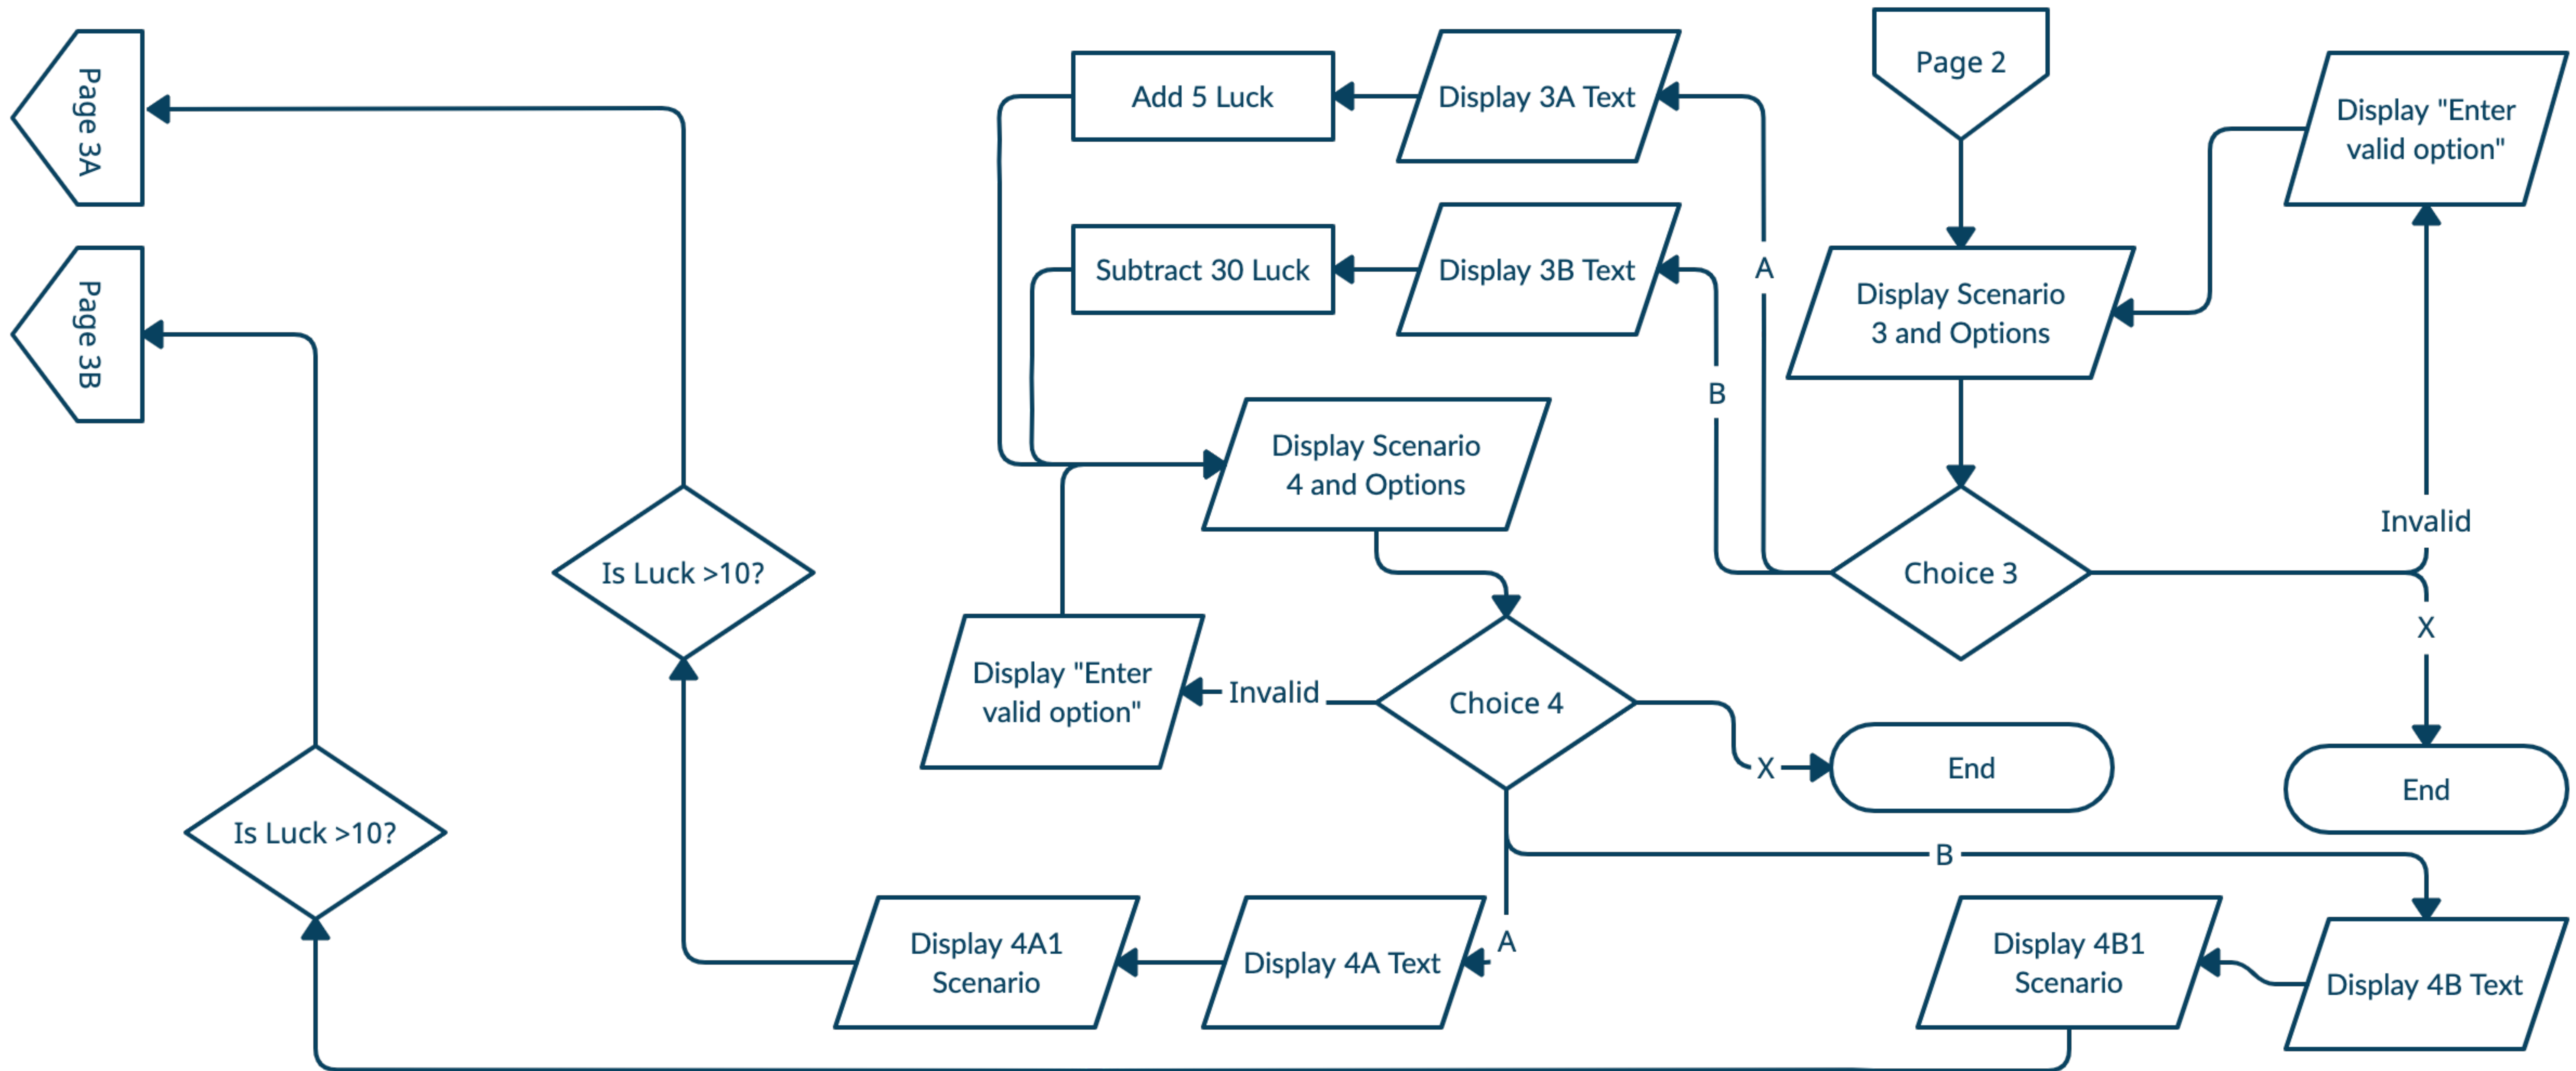 Page 2
Display "Enter
valid option"
Display Scenario
3 and Options
Choice 3
Invalid
X
End
A
B
Display 3A Text
Add 5 Luck
Display 3B Text
Subtract 30 Luck
Display Scenario
4 and Options
Choice 4
Invalid
Display "Enter
valid option"
X
End
A
B
Display 4A Text
Display 4A1
Scenario
Is Luck >10?
Page 3A
Display 4B Text
Display 4B1
Scenario
Is Luck >10?
Page 3B